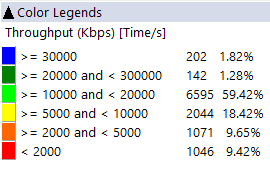 Color Legends
Throughput (Kbps) [Time/s]
>= 30000 202 1.82%
>= 20000 and < 300000 142 1.28%
>= 10000 and < 20000 6595 59.42%
>= 5000 and < 10000 2044 18.42%
>= 2000 and < 5000 1071 9.65%
< 2000 1046 9.42%